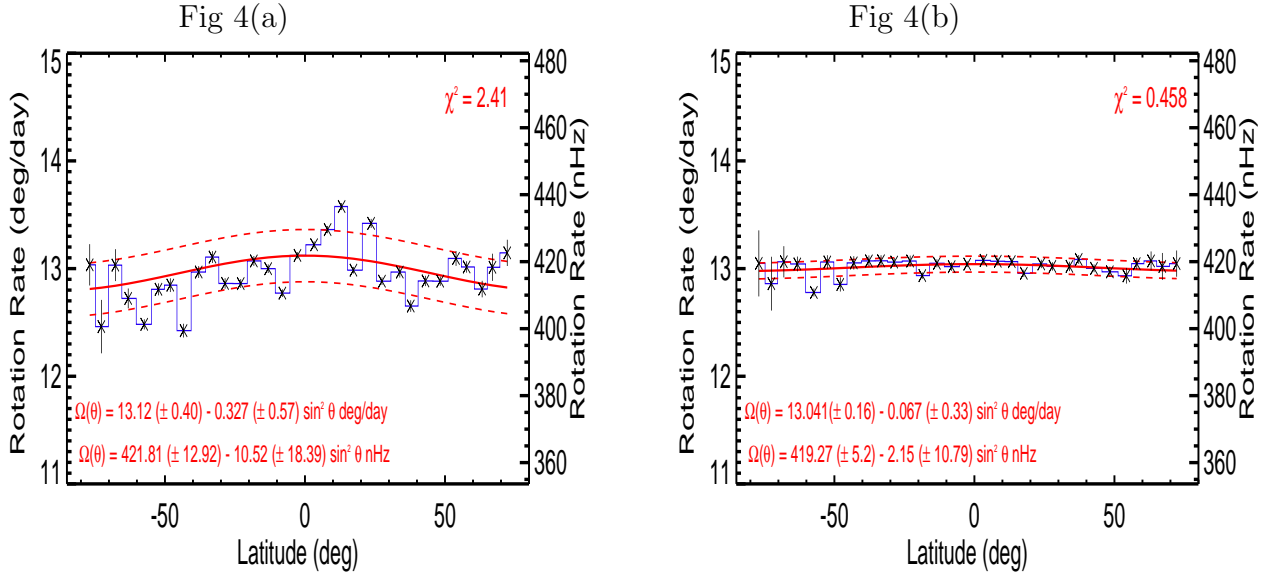 Fig 4(a)
15
14
13
12
11
Rotation Rate (deg/day)
480
460
440
420
400
380
360
Rotation Rate (nHz)
χ² = 2.41
Ω(θ) = 13.12 (± 0.40) - 0.327 (± 0.57) sin² θ deg/day
Ω(θ) = 421.81 (± 12.92) - 10.52 (± 18.39) sin² θ nHz
-50
0
50
Latitude (deg)
Fig 4(b)
15
14
13
12
11
Rotation Rate (deg/day)
480
460
440
420
400
380
360
Rotation Rate (nHz)
χ² = 0.458
Ω(θ) = 13.041(± 0.16) - 0.067 (± 0.33) sin² θ deg/day
Ω(θ) = 419.27 (± 5.2) - 2.15 (± 10.79) sin² θ nHz
-50
0
50
Latitude (deg)